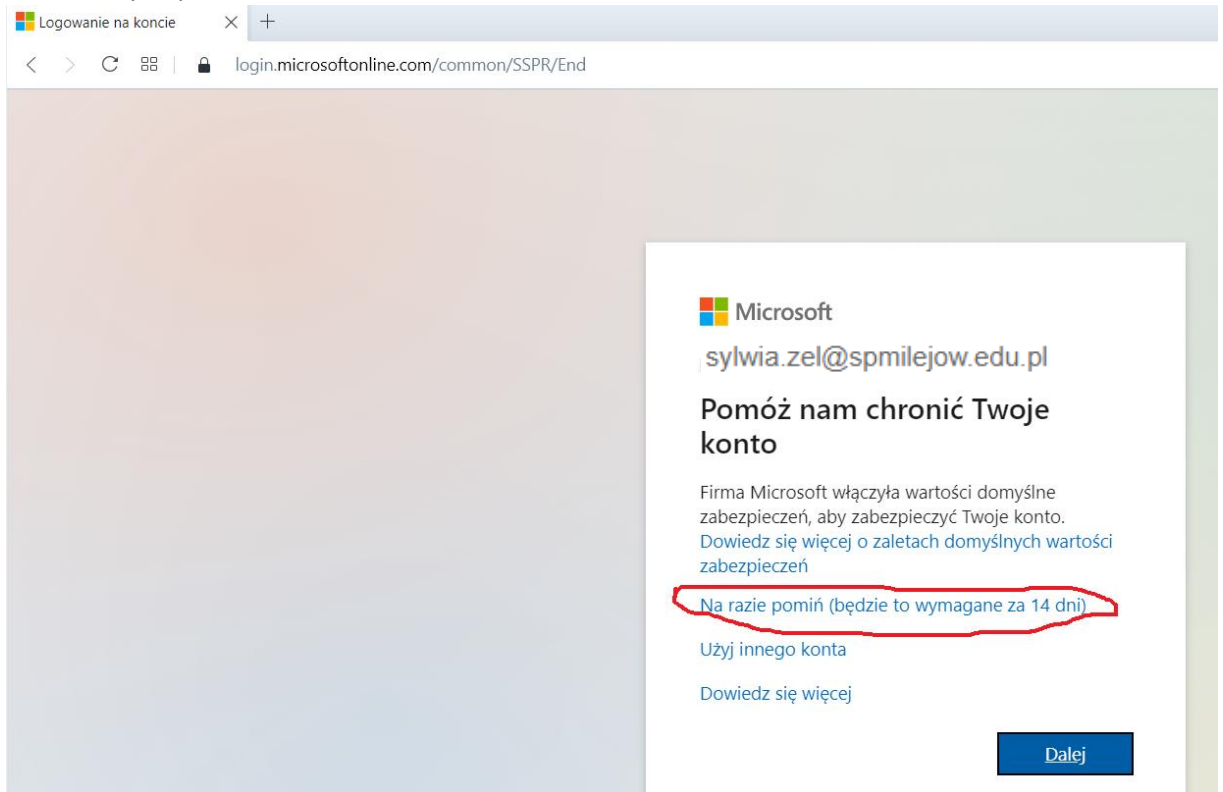 Logowanie na koncie
login.microsoftonline.com/common/SSPR/End
Microsoft
sylwia.zel@spmilejow.edu.pl
Pomóż nam chronić Twoje
konto
Firma Microsoft włączyła wartości domyślne
zabezpieczeń, aby zabezpieczyć Twoje konto.
Dowiedz się więcej o zaletach domyślnych wartości
zabezpieczeń
Na razie pomiń (będzie to wymagane za 14 dni)
Użyj innego konta
Dowiedz się więcej
Dalej